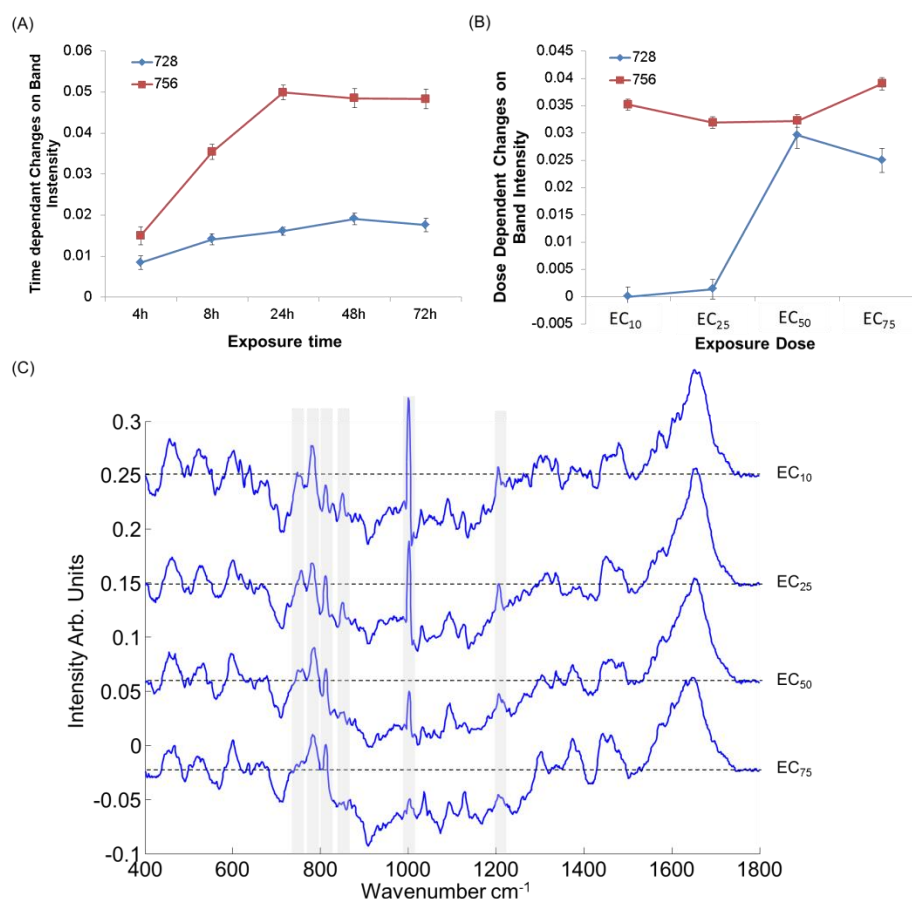 (A)
0.06
0.05
0.04
0.03
0.02
0.01
0
728
756
4h
8h
24h
48h
72h
Exposure time
Time dependant Changes on Band
Instensity
(B)
0.045
0.04
0.035
0.03
0.025
0.02
0.015
0.01
0.005
0
-0.005
728
756
EC10
EC25
EC50
EC75
Exposure Dose
Dose Dependent Changes on
Band Intensity
(C)
0.3
0.25
0.2
0.15
0.1
0.05
0
-0.05
-0.1
Intensity Arb. Units
EC10
EC25
EC50
EC75
400
600
800
1000
1200
1400
1600
1800
Wavenumber cm-1